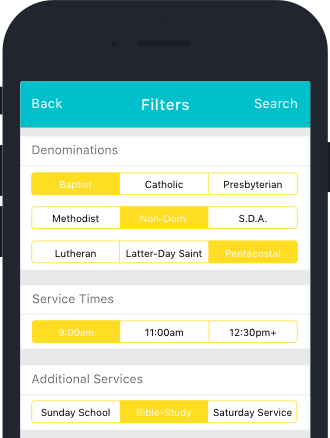 Back Filters Search
Denominations
Baptist Catholic Presbyterian
Methodist Non-Dom. S.D.A.
Lutheran Latter-Day Saint Pentecostal
Service Times
9:00am 11:00am 12:30pm+
Additional Services
Sunday School Bible-Study Saturday Service